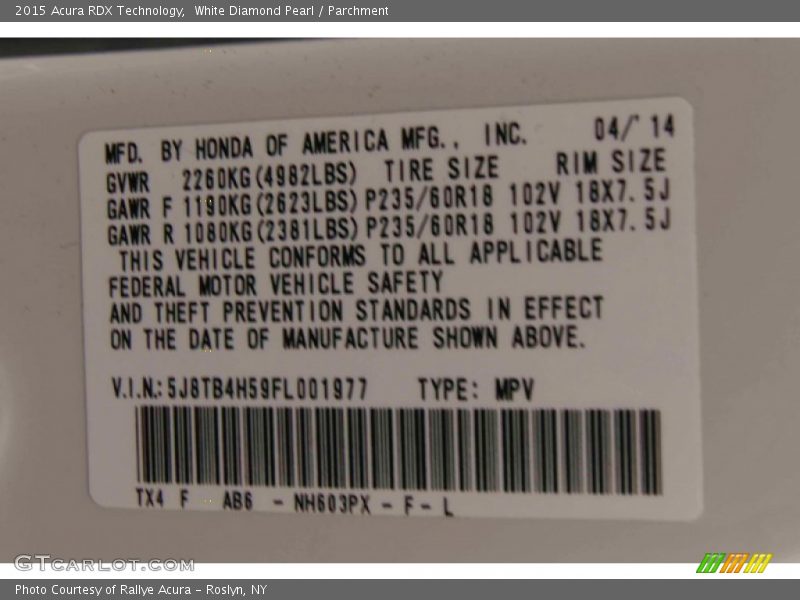 2015 Acura RDX Technology,  White Diamond Pearl / Parchment
MFD. BY HONDA OF AMERICA MFG., INC. 04/'14
GVWR 2260KG(4982LBS) TIRE SIZE RIM SIZE
GAWR F 1190KG(2623LBS) P235/60R18 102V 18X7.5J
GAWR R 1080KG(2381LBS) P235/60R18 102V 18X7.5J
THIS VEHICLE CONFORMS TO ALL APPLICABLE
FEDERAL MOTOR VEHICLE SAFETY
AND THEFT PREVENTION STANDARDS IN EFFECT
ON THE DATE OF MANUFACTURE SHOWN ABOVE.
V.I.N.: 5J8TB4H59FL001977 TYPE: MPV
TX4 F AB6 - NH603PX - F - L
GTCARLOT.COM
Photo Courtesy of Rallye Acura – Roslyn, NY